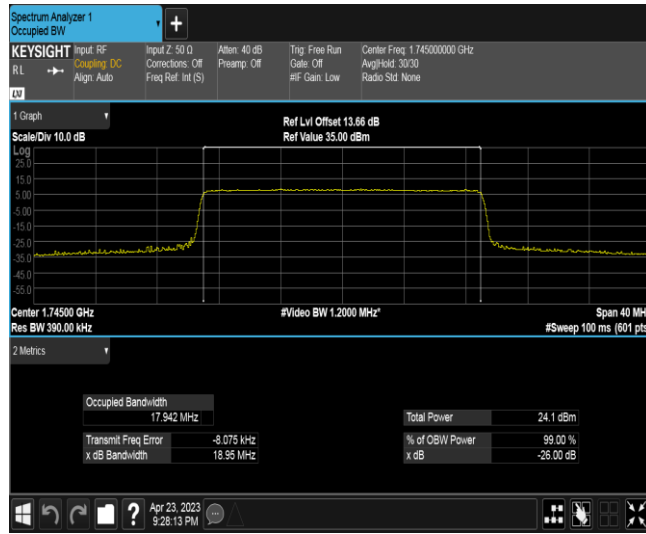 Spectrum Analyzer 1
Occupied BW
+
KEYSIGHT
RL
LXI
Input: RF
Coupling: DC
Align: Auto
Input Z: 50 Ω
Corrections: Off
Freq Ref: Int (S)
Atten: 40 dB
Preamp: Off
Trig: Free Run
Gate: Off
#IF Gain: Low
Center Freq: 1.745000000 GHz
Avg|Hold: 30/30
Radio Std: None
1 Graph
Scale/Div 10.0 dB
Ref Lvl Offset 13.66 dB
Ref Value 35.00 dBm
Log
25.0
15.0
5.00
-5.00
-15.0
-25.0
-35.0
-45.0
-55.0
Center 1.74500 GHz
Res BW 390.00 kHz
#Video BW 1.2000 MHz*
Span 40 MH
#Sweep 100 ms (601 pts
2 Metrics
Occupied Bandwidth
17.942 MHz
Transmit Freq Error -8.075 kHz
x dB Bandwidth 18.95 MHz
Total Power 24.1 dBm
% of OBW Power 99.00 %
x dB -26.00 dB
?
Apr 23, 2023
9:28:13 PM